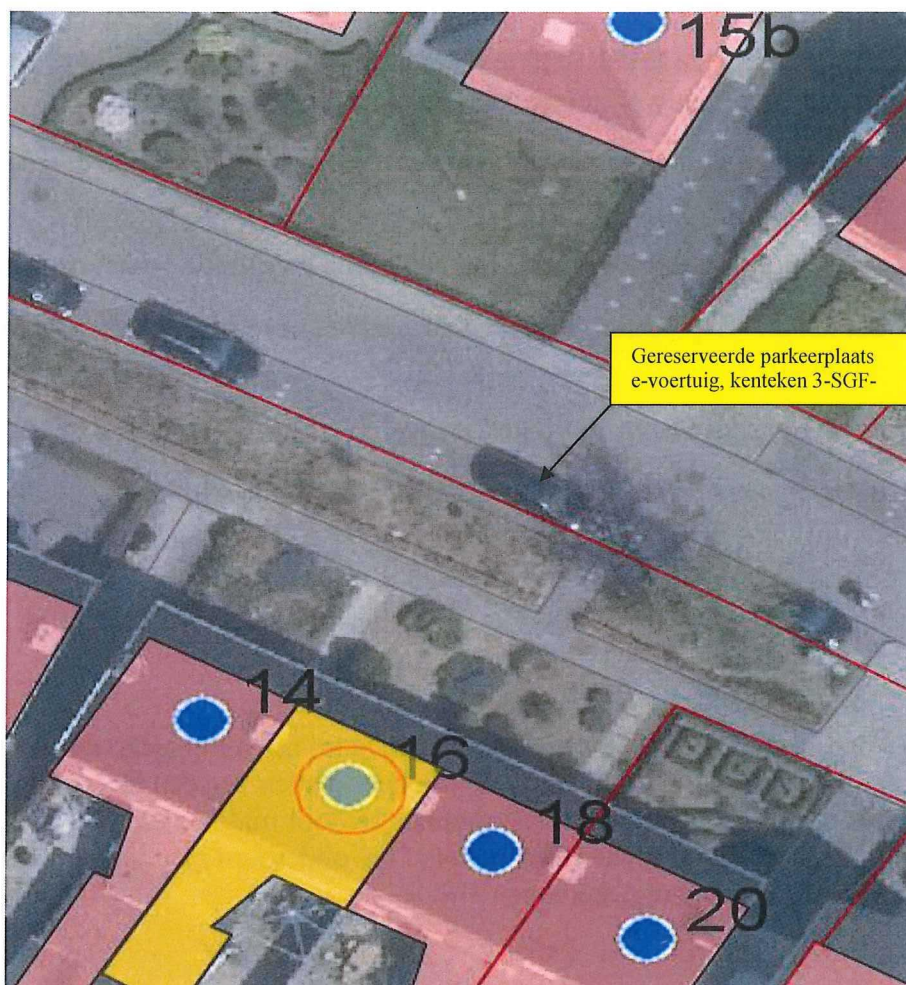 15b
Gereserveerde parkeerplaats
e-voertuig, kenteken 3-SGF-
14
16
18
20